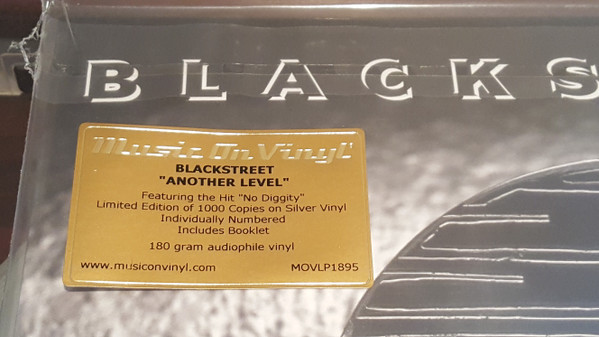 BLACKS
Music On Vinyl
BLACKSTREET
"ANOTHER LEVEL"
Featuring the Hit "No Diggity"
Limited Edition of 1000 Copies on Silver Vinyl
Individually Numbered
Includes Booklet
180 gram audiophile vinyl
www.musiconvinyl.com MOVLP1895